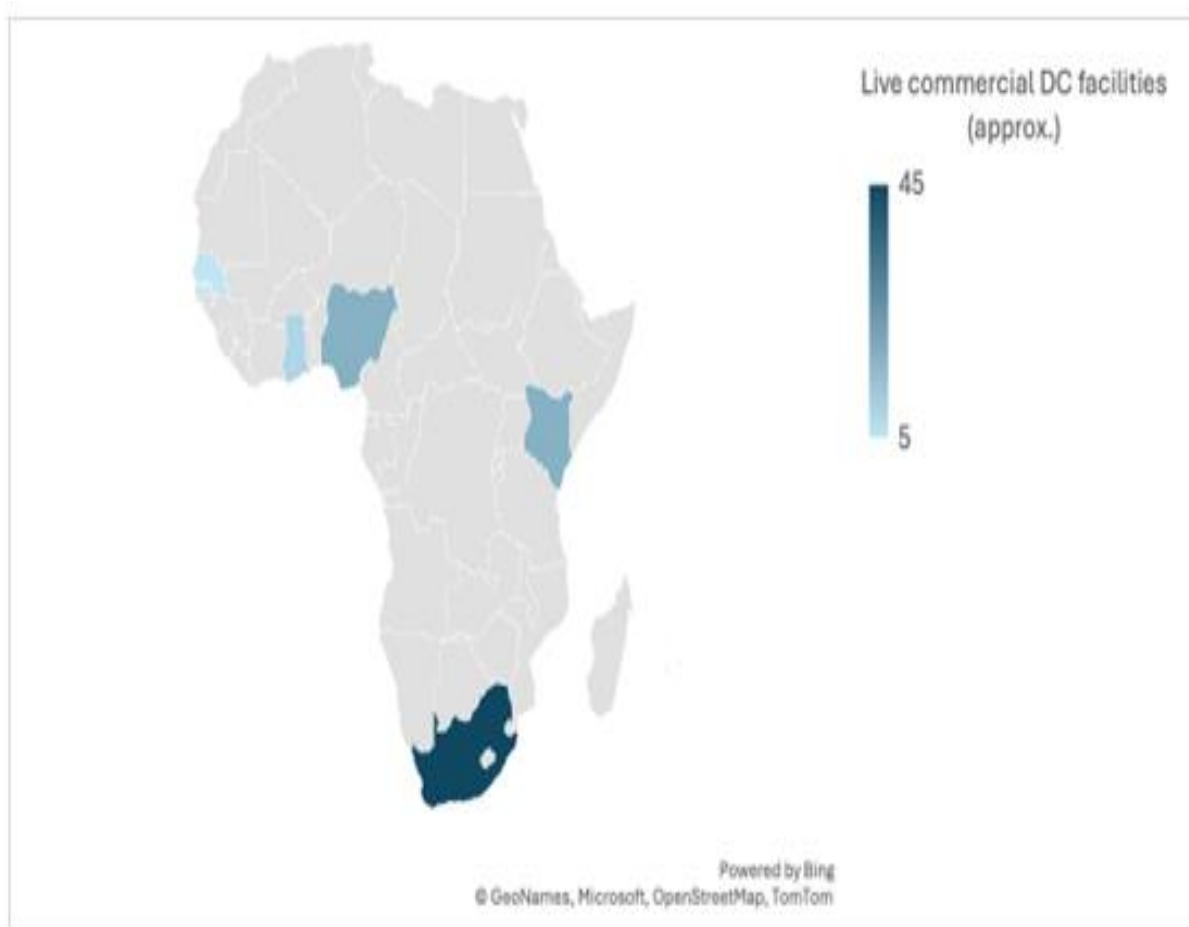 Live commercial DC facilities
(approx.)
45
5
Powered by Bing
© GeoNames, Microsoft, OpenStreetMap, TomTom